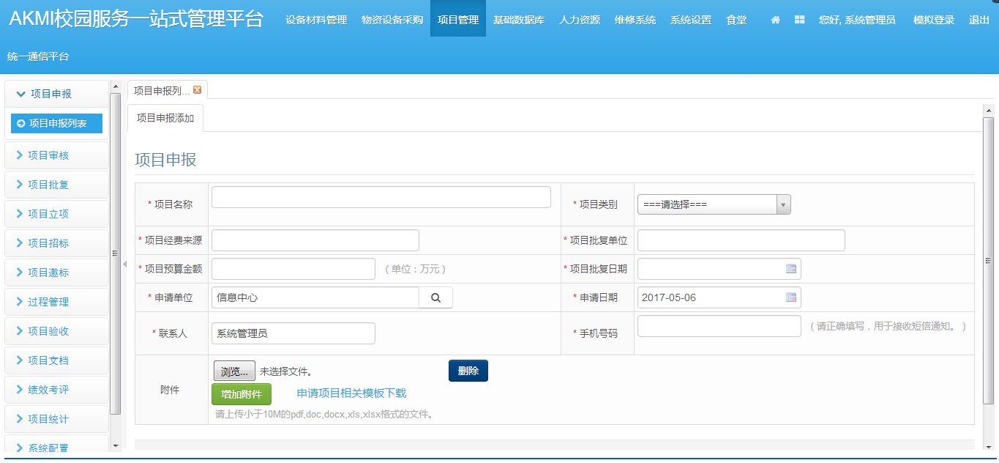 AKMI校园服务一站式管理平台 设备材料管理 物资设备采购 项目管理 基础数据库 人力资源 维修系统 系统设置 食堂 您好, 系统管理员 模拟登录 退出
统一通信平台
项目申报
项目申报列表
项目审核
项目批复
项目立项
项目招标
项目邀标
过程管理
项目验收
项目文档
绩效考评
项目统计
系统配置
项目申报列...
项目申报添加
项目申报
* 项目名称 * 项目类别 ===请选择===
* 项目经费来源 * 项目批复单位
* 项目预算金额 （单位：万元） * 项目批复日期
* 申请单位 信息中心 * 申请日期 2017-05-06
* 联系人 系统管理员 * 手机号码 （请正确填写，用于接收短信通知。）
附件 浏览... 未选择文件。 删除
增加附件 申请项目相关模板下载
请上传小于10M的pdf,doc,docx,xls,xlsx格式的文件。